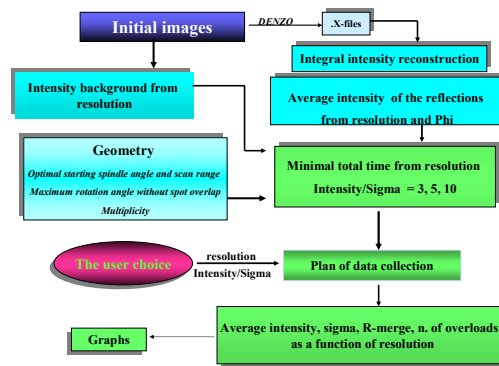 Initial images
DENZO
.X-files
Integral intensity reconstruction
Intensity background from
resolution
Average intensity of the reflections
from resolution and Phi
Geometry
Optimal starting spindle angle and scan range
Maximum rotation angle without spot overlap
Multiplicity
Minimal total time from resolution
Intensity/Sigma = 3, 5, 10
The user choice
resolution
Intensity/Sigma
Plan of data collection
Average intensity, sigma, R-merge, n. of overloads
as a function of resolution
Graphs